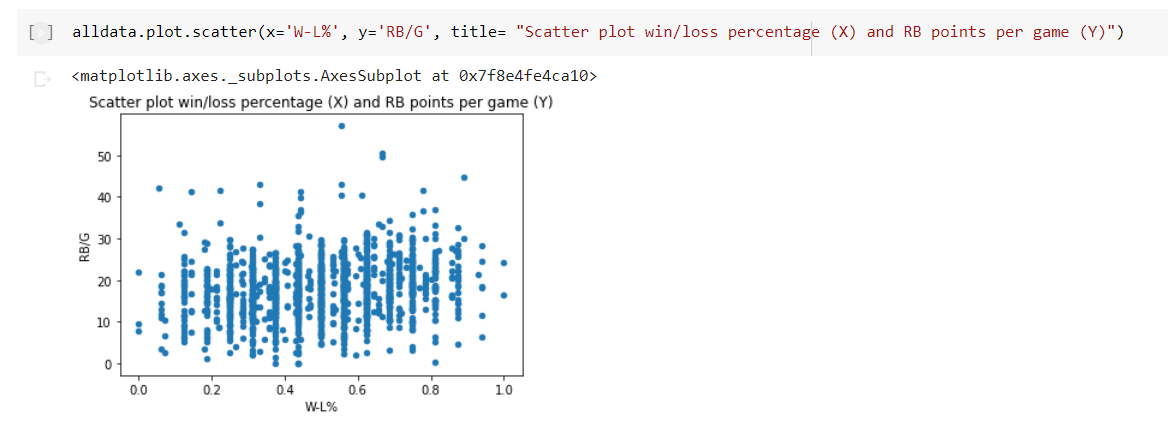 [ ] alldata.plot.scatter(x='W-L%', y='RB/G', title= "Scatter plot win/loss percentage (X) and RB points per game (Y)")
<matplotlib.axes._subplots.AxesSubplot at 0x7f8e4fe4ca10>
Scatter plot win/loss percentage (X) and RB points per game (Y)
50
40
30
20
10
0
RB/G
0.0 0.2 0.4 0.6 0.8 1.0
W-L%